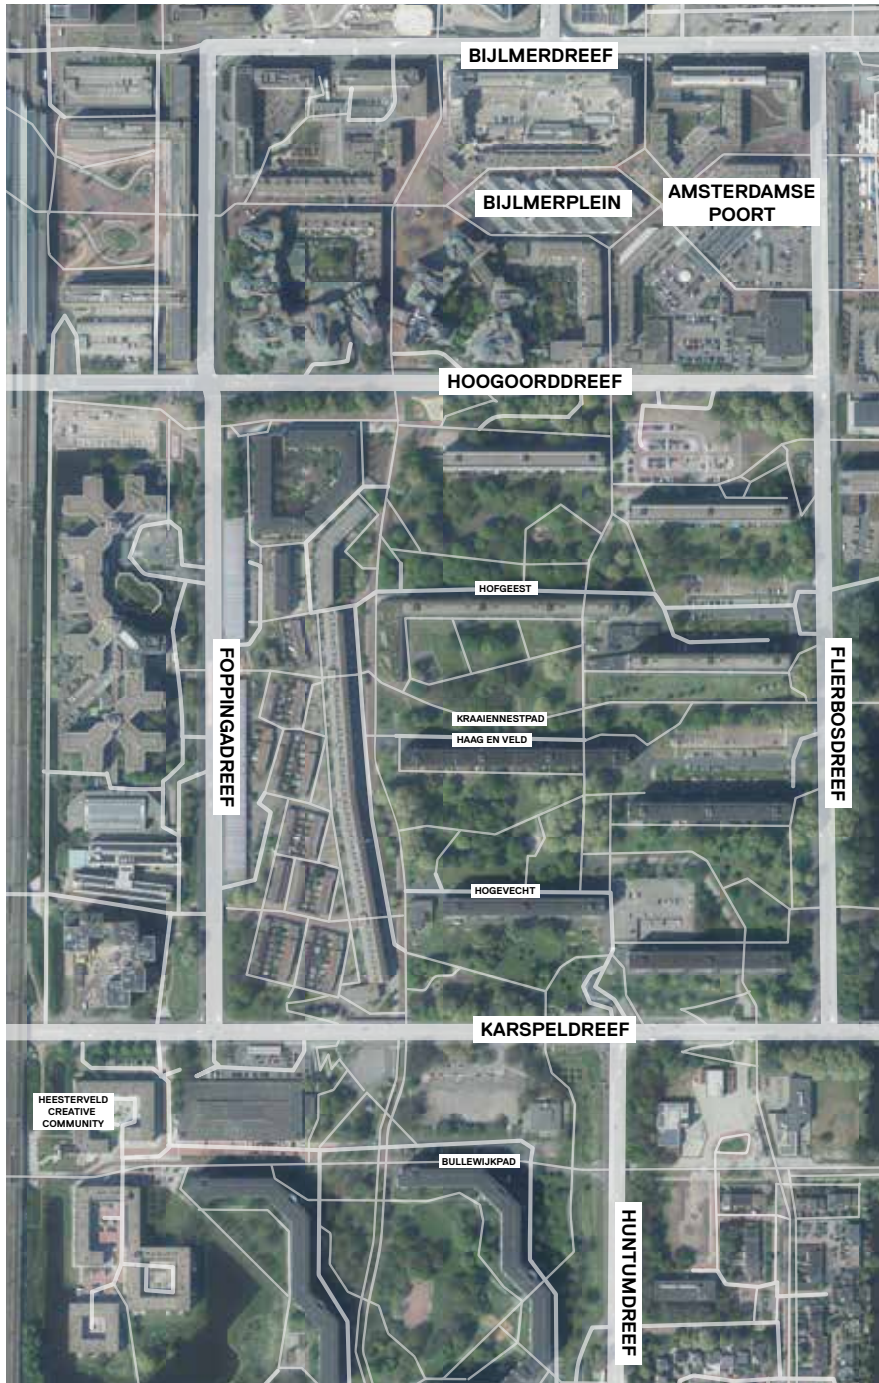 BIJLMERDREEF
BIJLMERPLEIN
AMSTERDAMSE
POORT
HOOGOORDDREEF
HOFGEEST
FOPPINGADREEF
FLIERBOSDREEF
KRAAIENNESTPAD
HAAG EN VELD
HOGEVECHT
KARSPELDREEF
HEESTERVELD
CREATIVE
COMMUNITY
BULLEWIJKPAD
HUNTUMDREEF